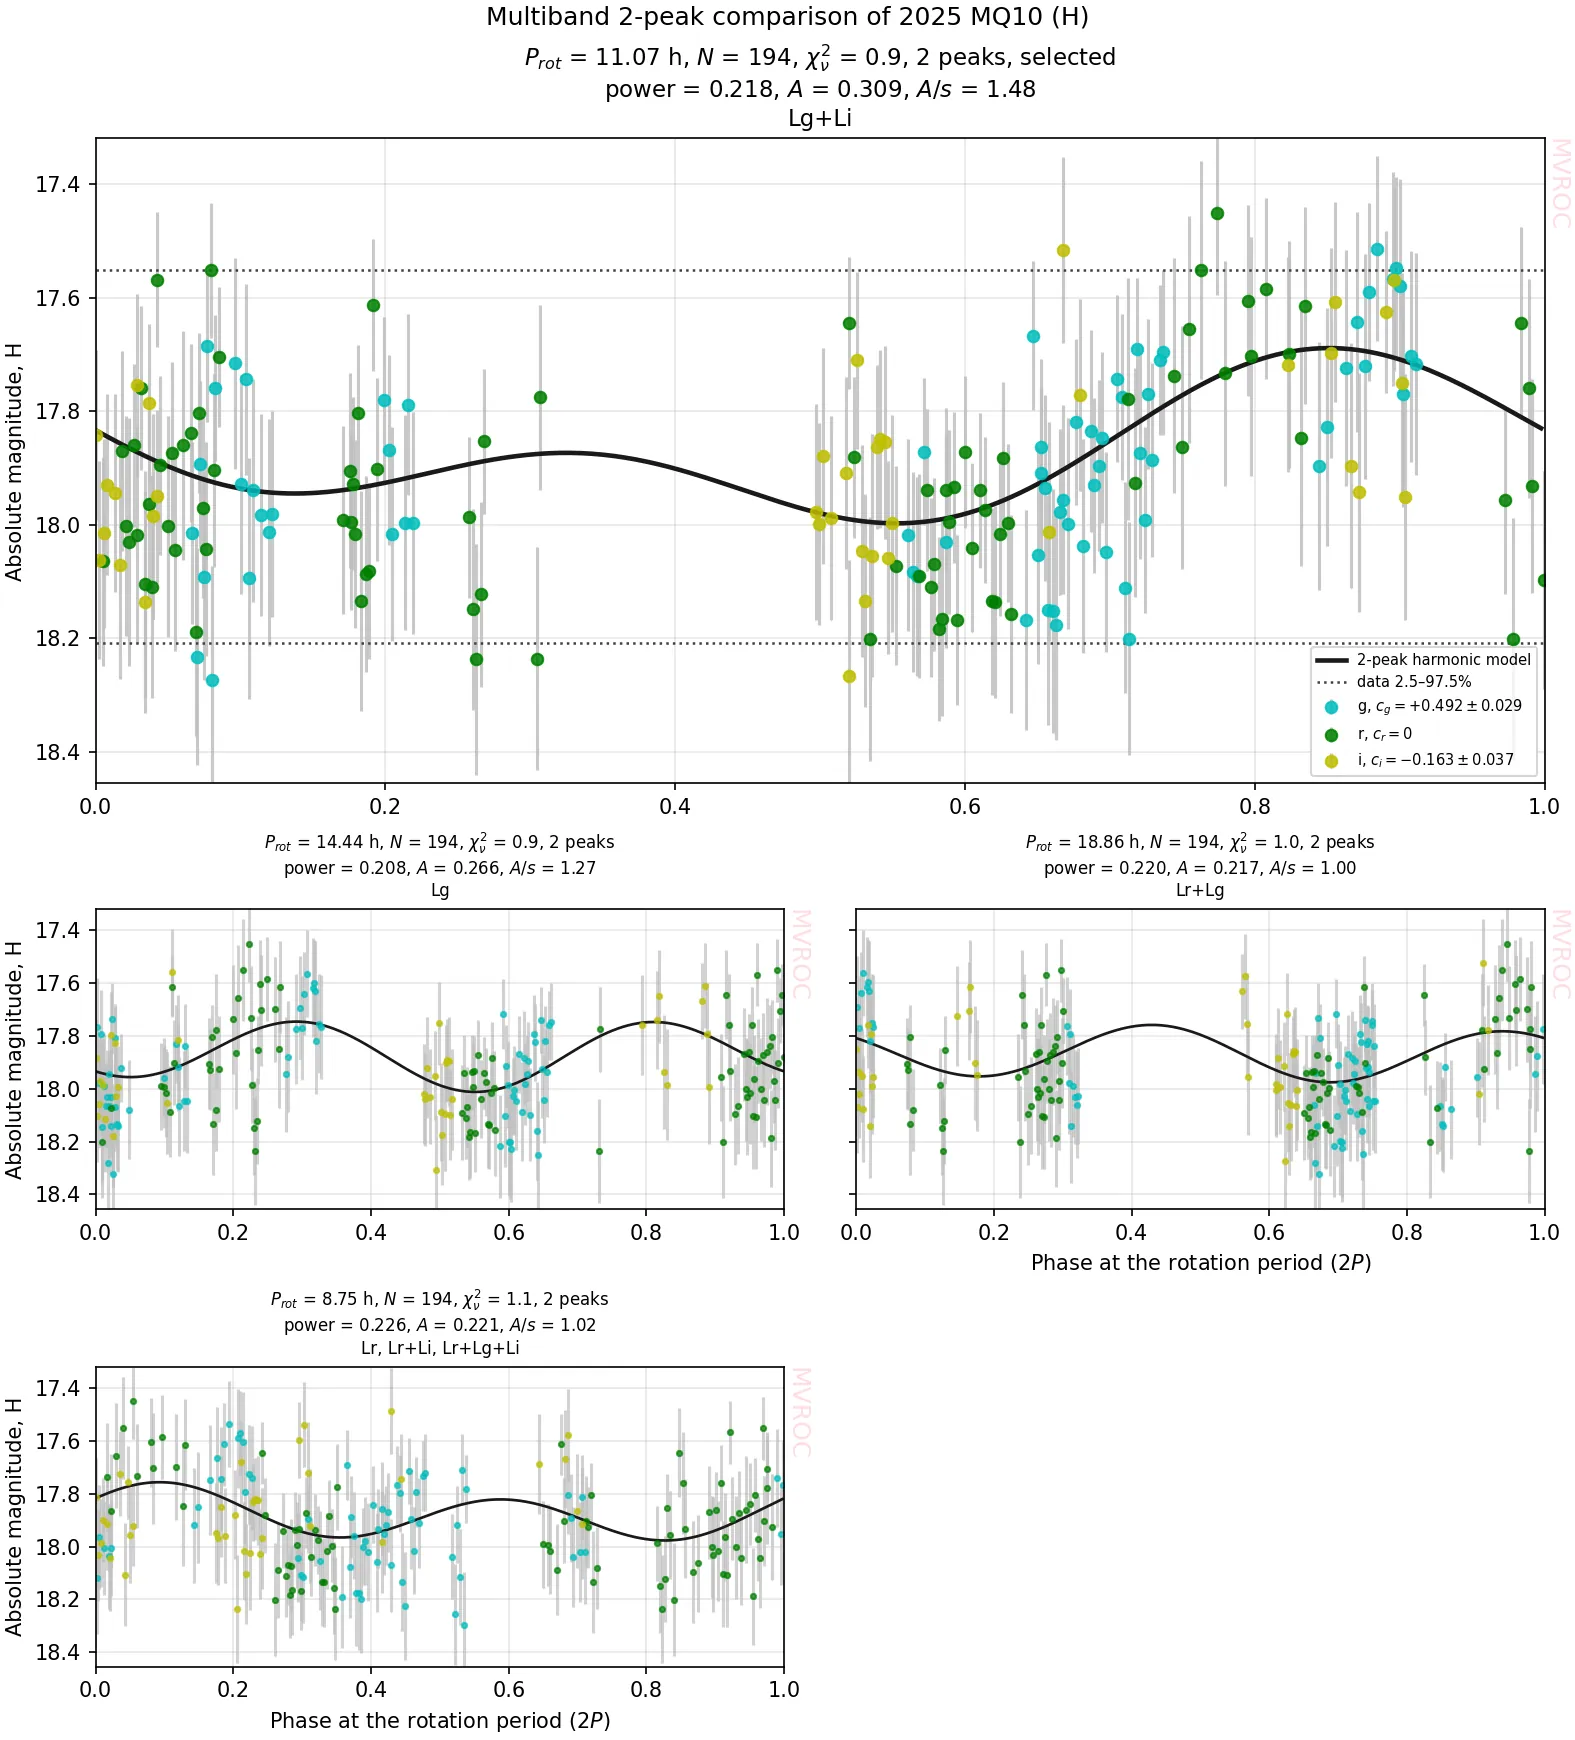 Multiband 2-peak comparison of 2025 MQ10 (H)
P_rot = 11.07 h, N = 194, χ²_ν = 0.9, 2 peaks, selected
power = 0.218, A = 0.309, A/s = 1.48
Lg+Li
MVROC
Absolute magnitude, H
17.4
17.6
17.8
18.0
18.2
18.4
2-peak harmonic model
data 2.5–97.5%
g, c_g = +0.492 ± 0.029
r, c_r = 0
i, c_i = −0.163 ± 0.037
0.0 0.2 0.4 0.6 0.8 1.0
P_rot = 14.44 h, N = 194, χ²_ν = 0.9, 2 peaks
power = 0.208, A = 0.266, A/s = 1.27
Lg
MVROC
Absolute magnitude, H
17.4
17.6
17.8
18.0
18.2
18.4
0.0 0.2 0.4 0.6 0.8 1.0
P_rot = 18.86 h, N = 194, χ²_ν = 1.0, 2 peaks
power = 0.220, A = 0.217, A/s = 1.00
Lr+Lg
MVROC
0.0 0.2 0.4 0.6 0.8 1.0
Phase at the rotation period (2P)
P_rot = 8.75 h, N = 194, χ²_ν = 1.1, 2 peaks
power = 0.226, A = 0.221, A/s = 1.02
Lr, Lr+Li, Lr+Lg+Li
MVROC
Absolute magnitude, H
17.4
17.6
17.8
18.0
18.2
18.4
0.0 0.2 0.4 0.6 0.8 1.0
Phase at the rotation period (2P)